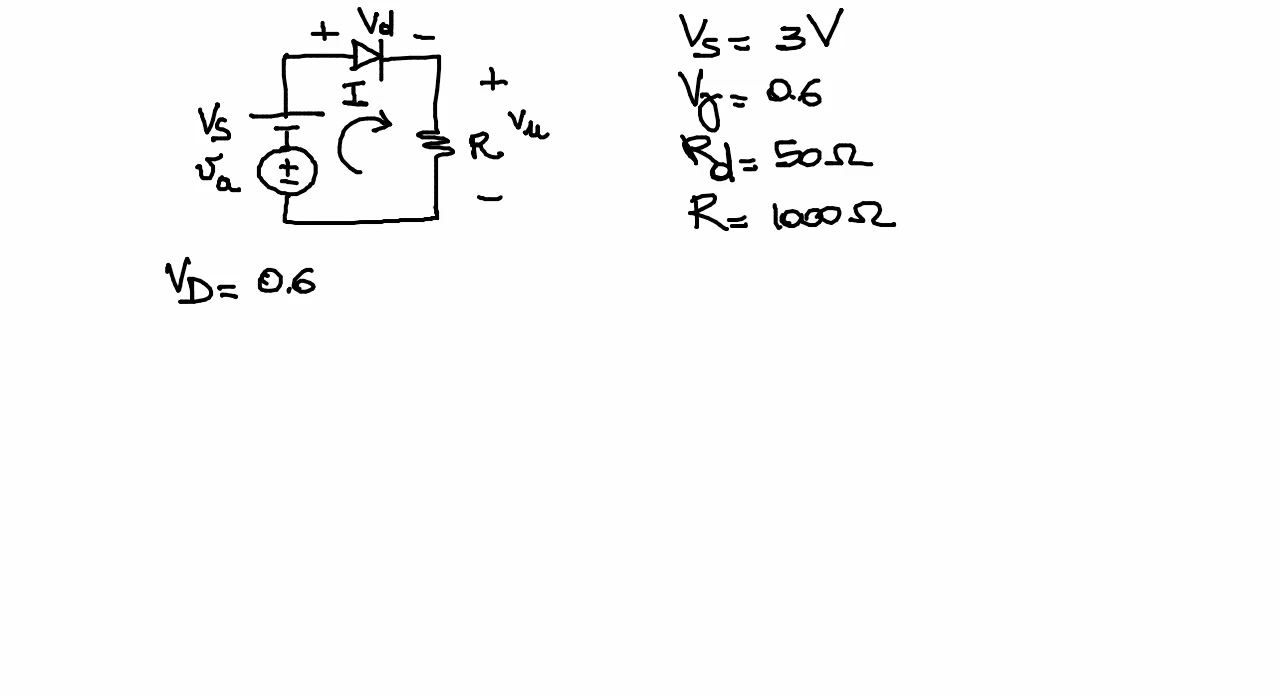 + Vd -
I
Vs
va
+
-
R
+
vu
-
Vs = 3V
Vγ = 0.6
Rd = 50Ω
R = 1000Ω
VD = 0.6